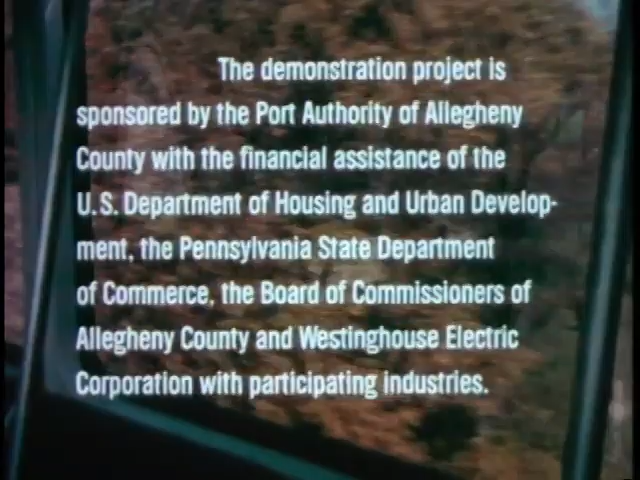 The demonstration project is
sponsored by the Port Authority of Allegheny
County with the financial assistance of the
U.S. Department of Housing and Urban Develop-
ment, the Pennsylvania State Department
of Commerce, the Board of Commissioners of
Allegheny County and Westinghouse Electric
Corporation with participating industries.